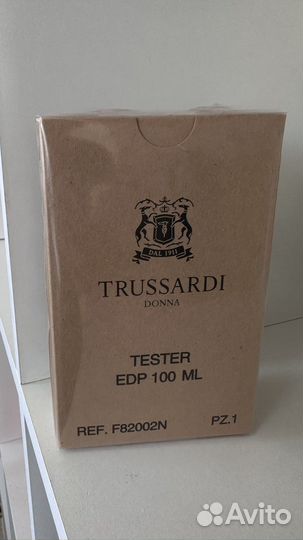 DAL 1911
TRUSSARDI
DONNA
TESTER
EDP 100 ML
REF. F82002N PZ.1
Avito